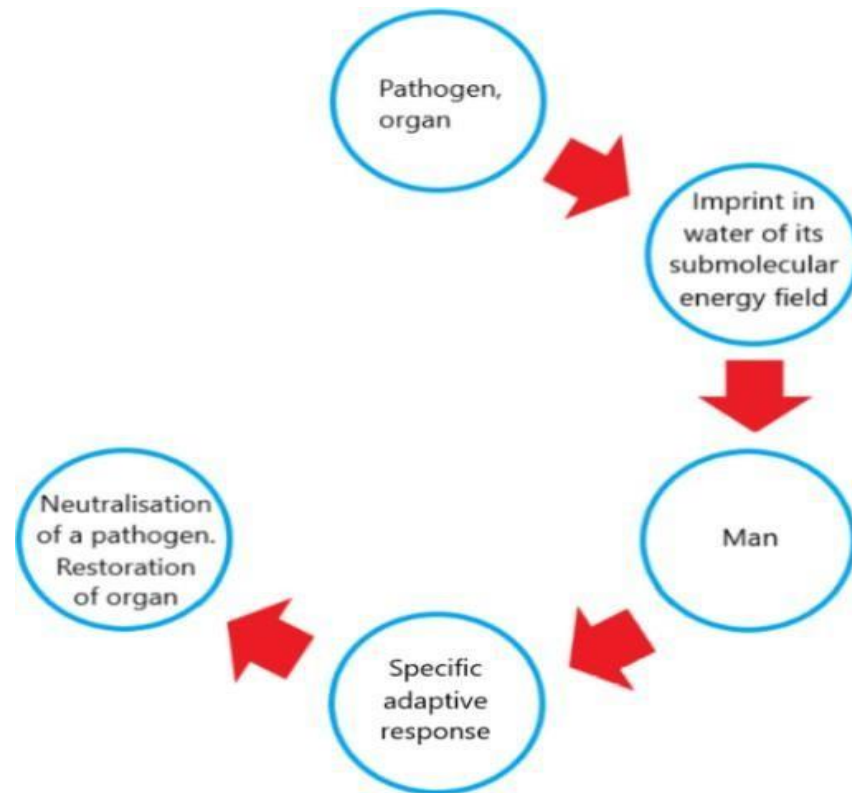 Pathogen,
organ
Imprint in
water of its
submolecular
energy field
Man
Specific
adaptive
response
Neutralisation
of a pathogen.
Restoration
of organ